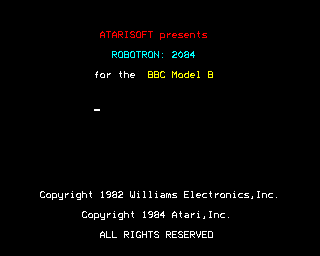 ATARISOFT presents
ROBOTRON: 2084
for the BBC Model B
Copyright 1982 Williams Electronics,Inc.
Copyright 1984 Atari,Inc.
ALL RIGHTS RESERVED